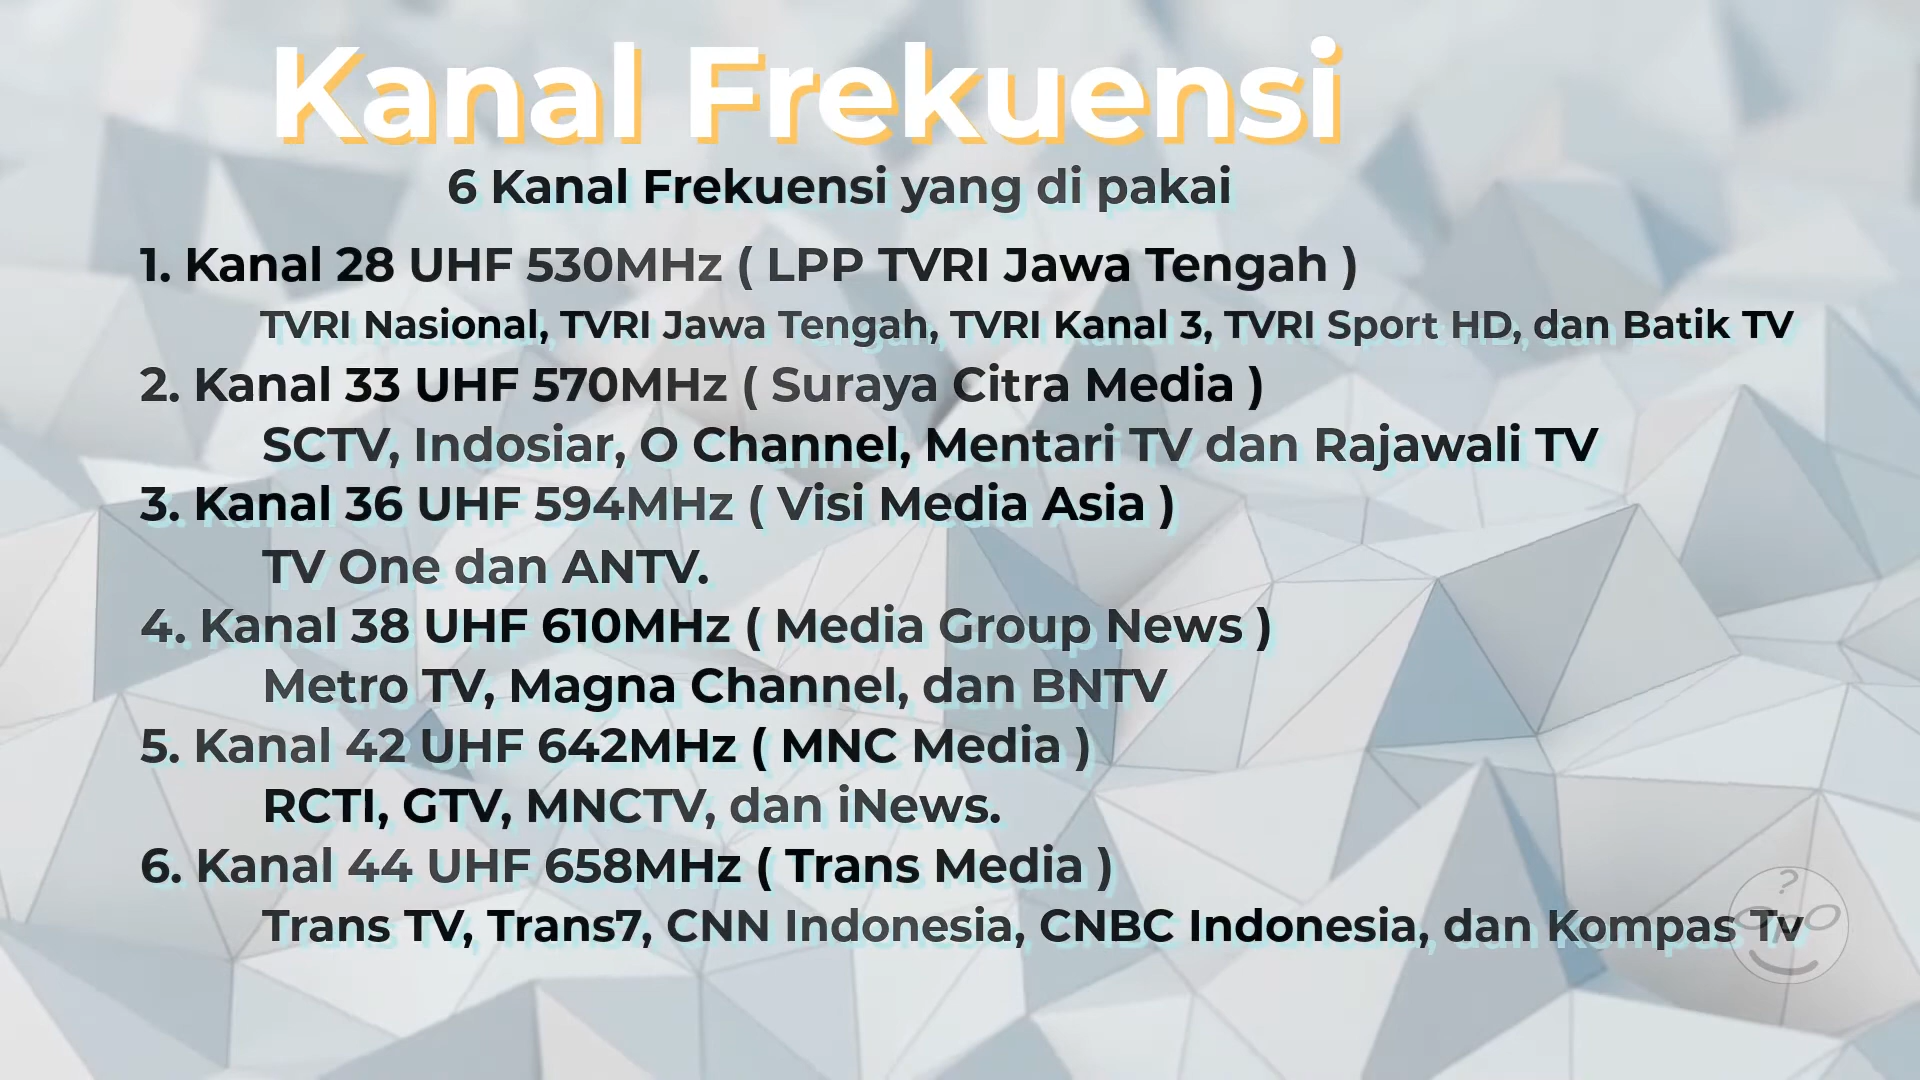 Kanal Frekuensi
6 Kanal Frekuensi yang di pakai
1. Kanal 28 UHF 530MHz ( LPP TVRI Jawa Tengah )
TVRI Nasional, TVRI Jawa Tengah, TVRI Kanal 3, TVRI Sport HD, dan Batik TV
2. Kanal 33 UHF 570MHz ( Suraya Citra Media )
SCTV, Indosiar, O Channel, Mentari TV dan Rajawali TV
3. Kanal 36 UHF 594MHz ( Visi Media Asia )
TV One dan ANTV.
4. Kanal 38 UHF 610MHz ( Media Group News )
Metro TV, Magna Channel, dan BNTV
5. Kanal 42 UHF 642MHz ( MNC Media )
RCTI, GTV, MNCTV, dan iNews.
6. Kanal 44 UHF 658MHz ( Trans Media )
Trans TV, Trans7, CNN Indonesia, CNBC Indonesia, dan Kompas Tv